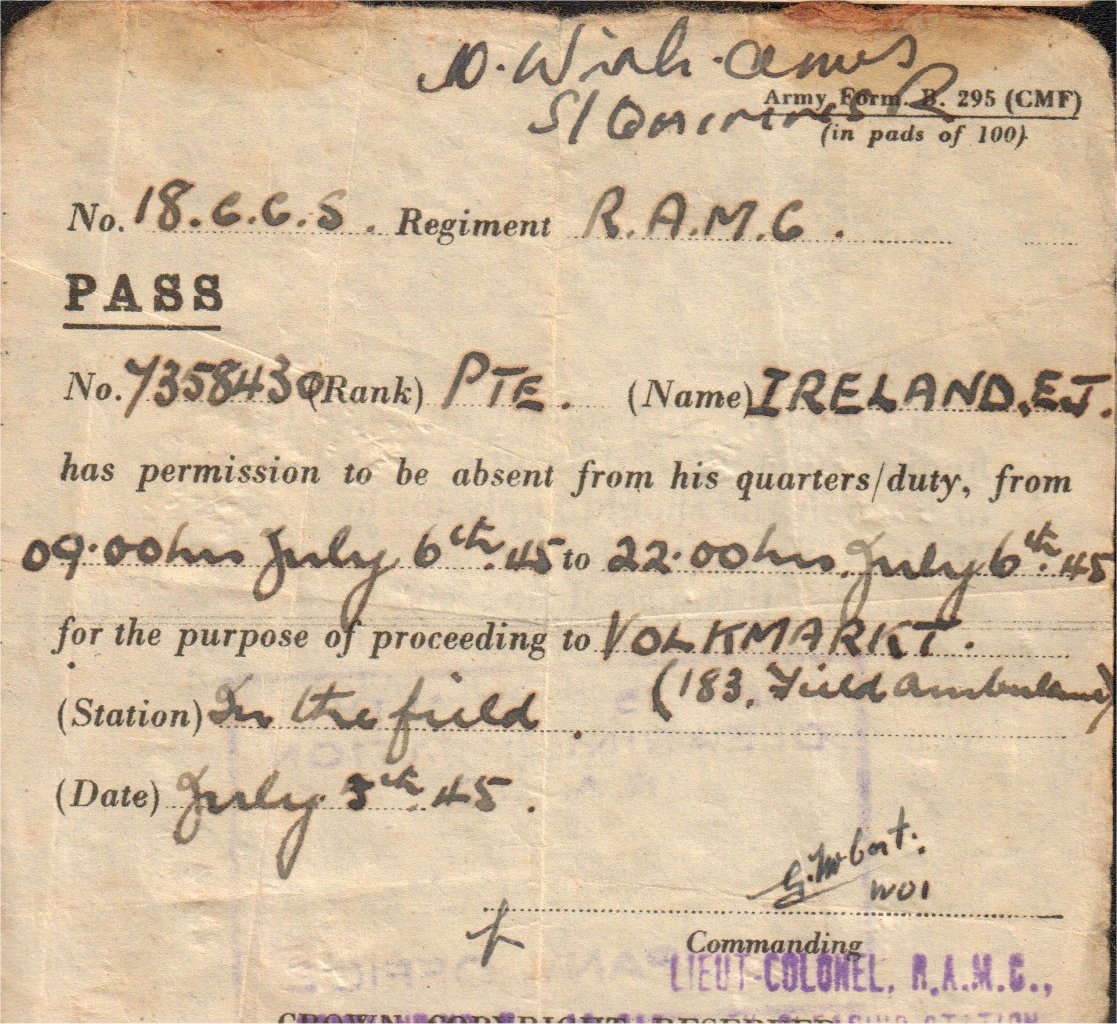 Army Form. B. 295 (CMF)
(in pads of 100)
No. 18.C.C.S. Regiment R.A.M.C.
PASS
No. 7358430 (Rank) PTE. (Name) IRELAND, E.J.
has permission to be absent from his quarters/duty, from
09.00hrs July 6th. 45 to 22.00hrs July 6th. 45
for the purpose of proceeding to VOLKMARKT.
(183, Field Ambulance)
(Station) In the field
(Date) July 5th. 45.
WO1
Commanding
LIEUT-COLONEL, R.A.M.C.,
CROWN COPYRIGHT RESERVED